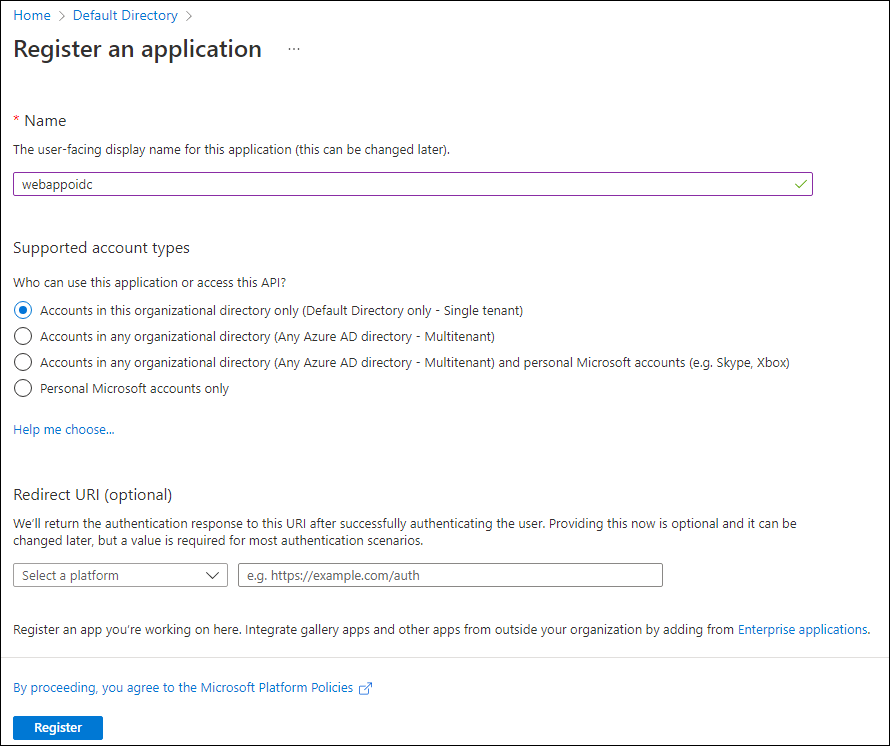 Home > Default Directory >
Register an application ...
* Name
The user-facing display name for this application (this can be changed later).
webappoidc
Supported account types
Who can use this application or access this API?
Accounts in this organizational directory only (Default Directory only - Single tenant)
Accounts in any organizational directory (Any Azure AD directory - Multitenant)
Accounts in any organizational directory (Any Azure AD directory - Multitenant) and personal Microsoft accounts (e.g. Skype, Xbox)
Personal Microsoft accounts only
Help me choose...
Redirect URI (optional)
We'll return the authentication response to this URI after successfully authenticating the user. Providing this now is optional and it can be
changed later, but a value is required for most authentication scenarios.
Select a platform e.g. https://example.com/auth
Register an app you're working on here. Integrate gallery apps and other apps from outside your organization by adding from Enterprise applications.
By proceeding, you agree to the Microsoft Platform Policies
Register